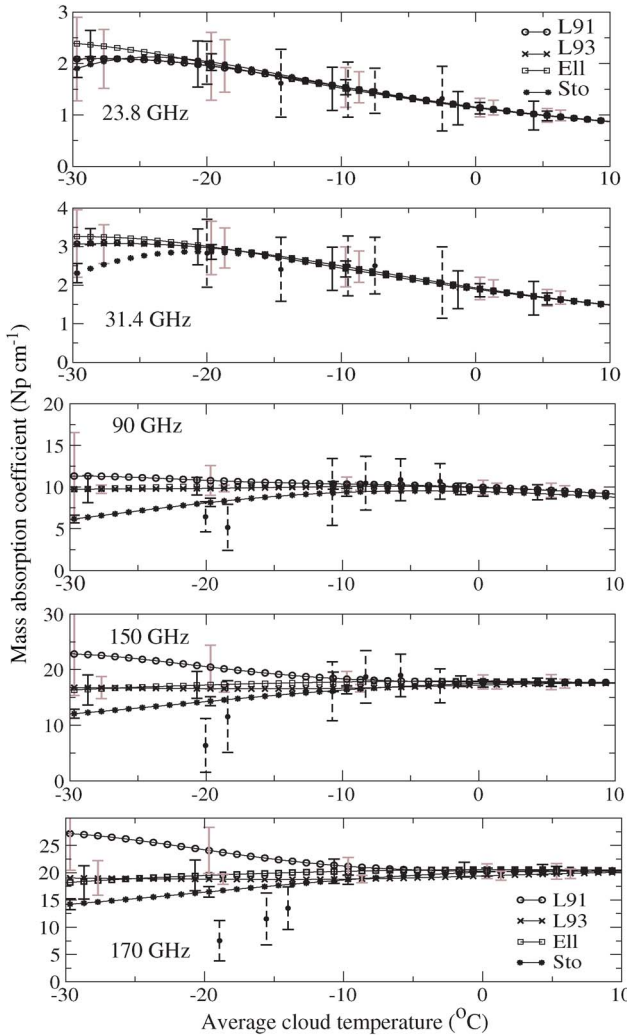 3
2
1
0
23.8 GHz
L91
L93
Ell
Sto
-30 -20 -10 0 10
4
3
2
1
0
31.4 GHz
-30 -20 -10 0 10
20
15
10
5
0
90 GHz
-30 -20 -10 0 10
30
20
10
0
150 GHz
-30 -20 -10 0 10
30
25
20
15
10
5
0
170 GHz
L91
L93
Ell
Sto
-30 -20 -10 0 10
Mass absorption coefficient (Np cm⁻¹)
Average cloud temperature (°C)